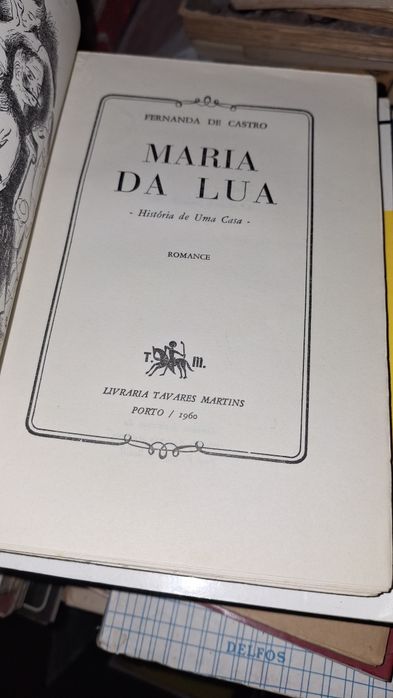 FERNANDA DE CASTRO
MARIA
DA LUA
- História de Uma Casa -
ROMANCE
T. M.
LIVRARIA TAVARES MARTINS
PORTO / 1960
DELFOS